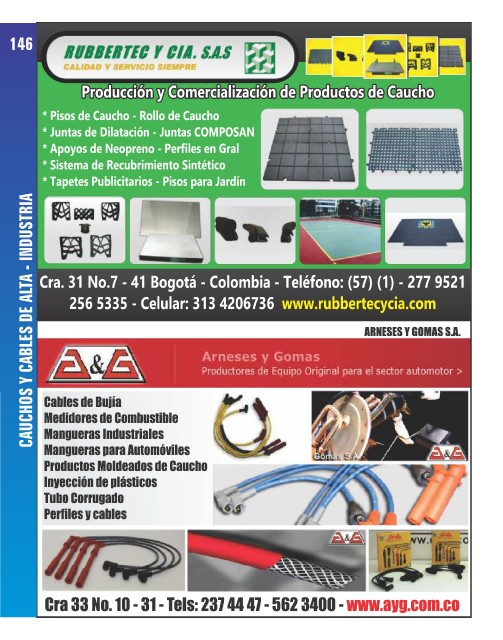 146
CAUCHOS Y CABLES DE ALTA - INDUSTRIA
RUBBERTEC Y CIA. S.A.S
CALIDAD Y SERVICIO SIEMPRE
Producción y Comercialización de Productos de Caucho
* Pisos de Caucho - Rollo de Caucho
* Juntas de Dilatación - Juntas COMPOSAN
* Apoyos de Neopreno - Perfiles en Gral
* Sistema de Recubrimiento Sintético
* Tapetes Publicitarios - Pisos para Jardín
Cra. 31 No.7 - 41 Bogotá - Colombia - Teléfono: (57) (1) - 277 9521
256 5335 - Celular: 313 4206736 www.rubbertecycia.com
ARNESES Y GOMAS S.A.
A&G
Arneses y Gomas
Productores de Equipo Original para el sector automotor >
Cables de Bujía
Medidores de Combustible
Mangueras Industriales
Mangueras para Automóviles
Productos Moldeados de Caucho
Inyección de plásticos
Tubo Corrugado
Perfiles y cables
Gomas S.A
A&G
A&G
Cra 33 No. 10 - 31 - Tels: 237 44 47 - 562 3400 - www.ayg.com.co